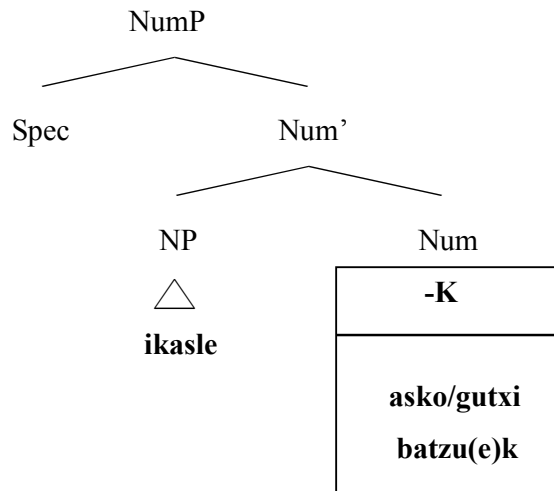 NumP
Spec Num’
NP Num
-K
ikasle
asko/gutxi
batzu(e)k